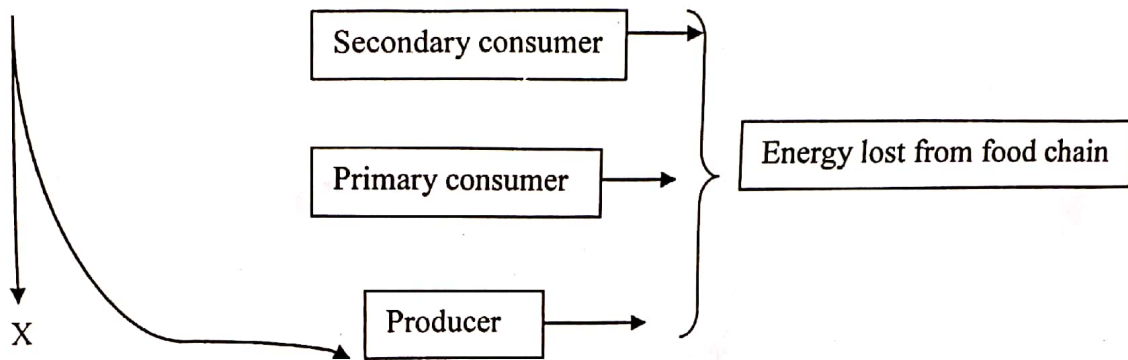 Secondary consumer
Energy lost from food chain
Primary consumer
Producer
X